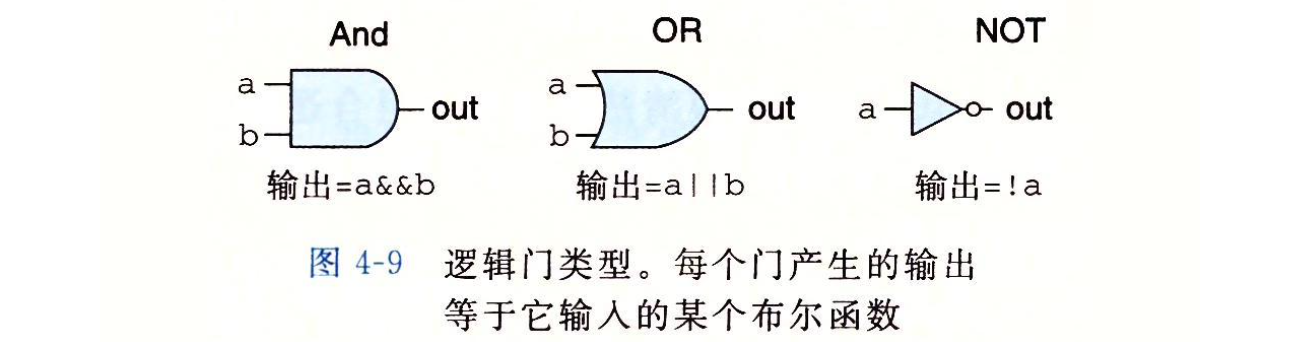 And OR NOT
a b out
a b out
a out
输出=a&&b 输出=a||b 输出=!a
图 4-9 逻辑门类型。每个门产生的输出
等于它输入的某个布尔函数